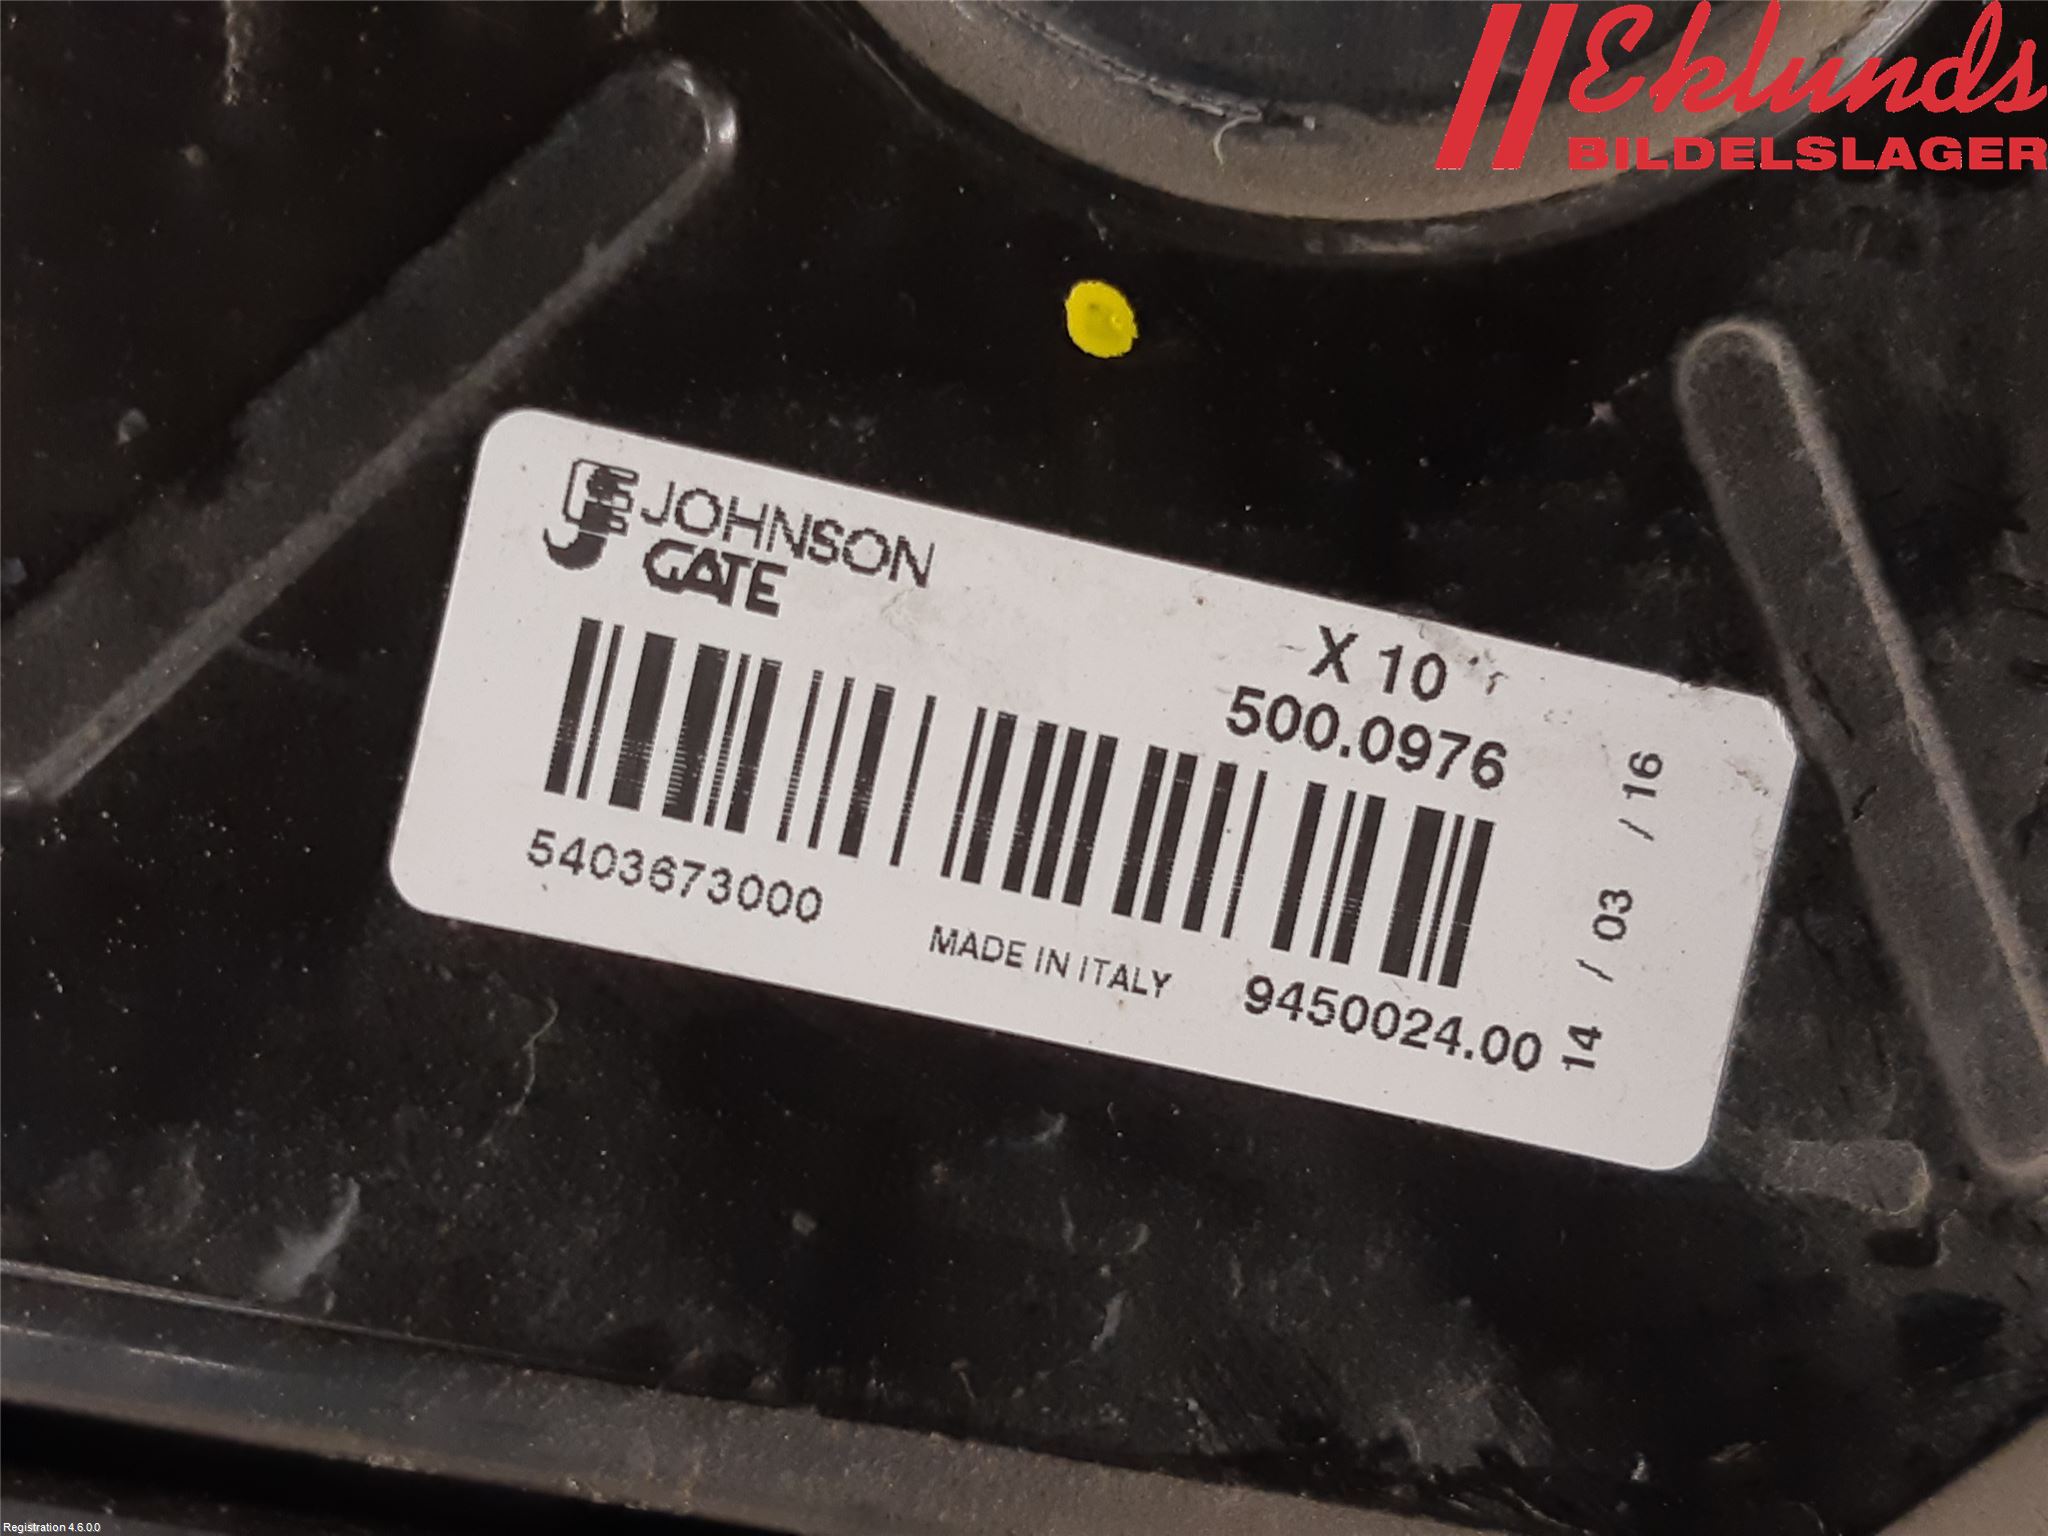 Eklunds
BILDELSLAGER
JOHNSON
GATE
X 10
500.0976
5403673000
MADE IN ITALY
9450024.00
14 / 03 / 16
Registration 4.6.0.0